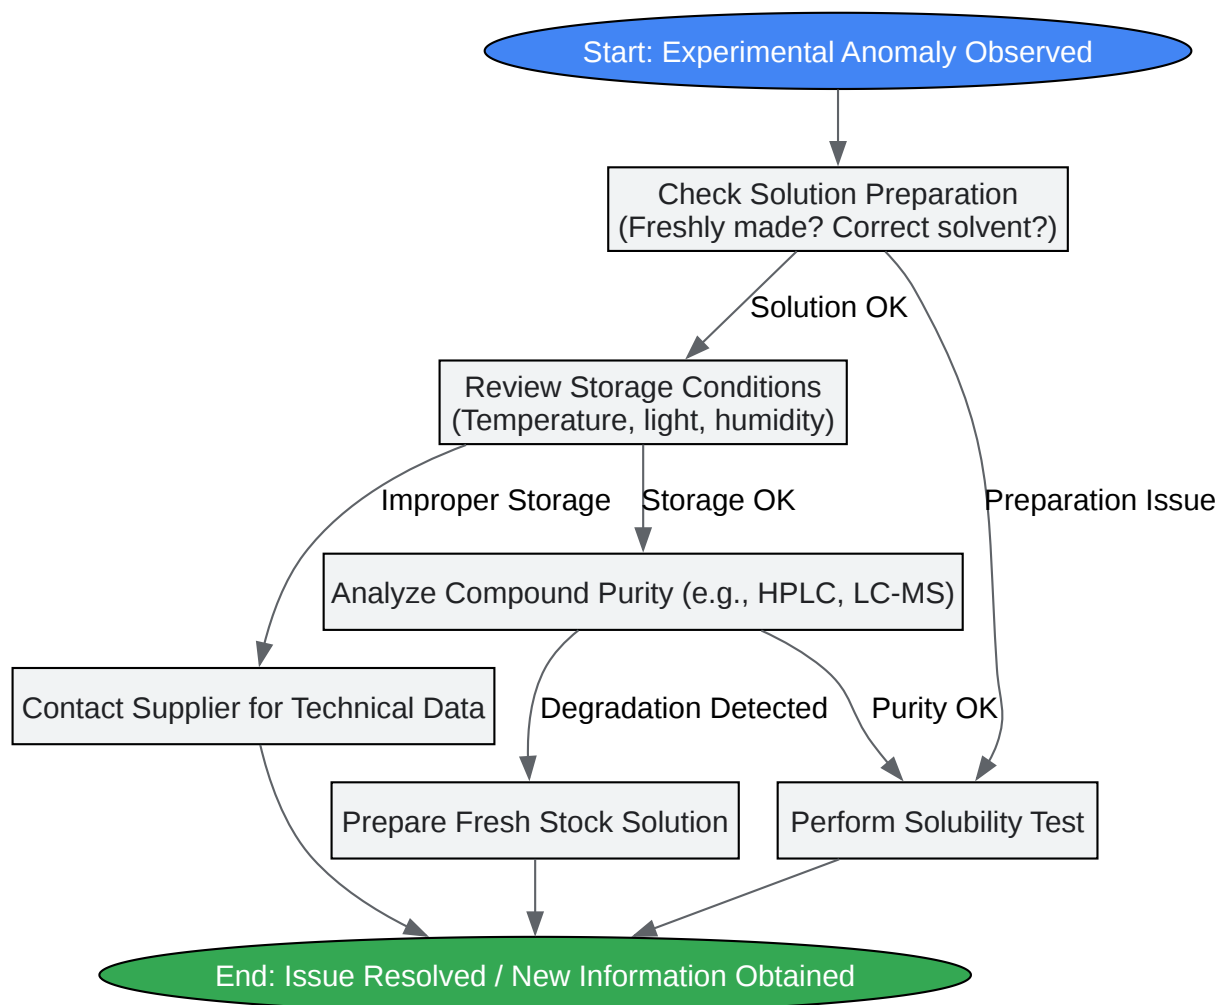 Start: Experimental Anomaly Observed
Check Solution Preparation
(Freshly made? Correct solvent?)
Solution OK
Review Storage Conditions
(Temperature, light, humidity)
Improper Storage
Storage OK
Preparation Issue
Analyze Compound Purity (e.g., HPLC, LC-MS)
Contact Supplier for Technical Data
Degradation Detected
Purity OK
Prepare Fresh Stock Solution
Perform Solubility Test
End: Issue Resolved / New Information Obtained